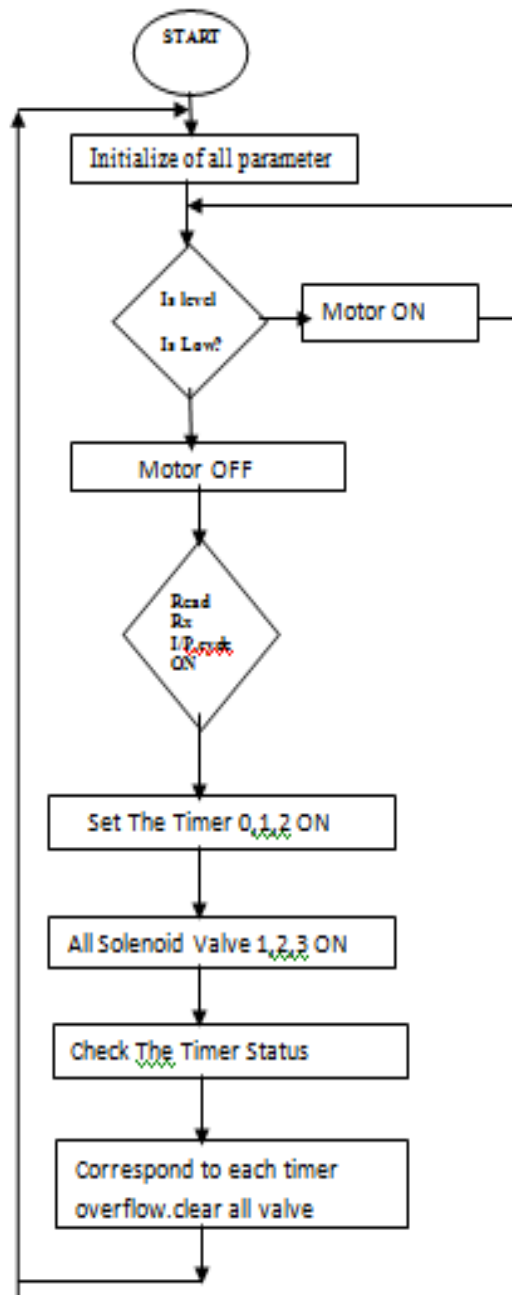 START
Initialize of all parameter
Is level
Is Low?
Motor ON
Motor OFF
Read
Rx
I/P cycle
ON
Set The Timer 0,1,2 ON
All Solenoid Valve 1,2,3 ON
Check The Timer Status
Correspond to each timer
overflow.clear all valve